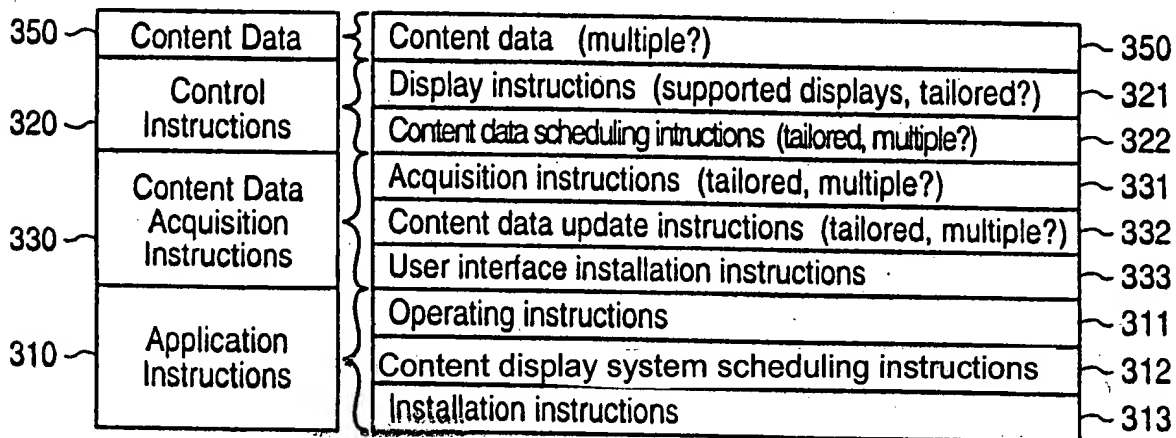 350 Content Data Content data (multiple?) 350
320 Control Instructions Display instructions (supported displays, tailored?) 321
Content data scheduling intructions (tailored, multiple?) 322
330 Content Data Acquisition Instructions Acquisition instructions (tailored, multiple?) 331
Content data update instructions (tailored, multiple?) 332
User interface installation instructions 333
310 Application Instructions Operating instructions 311
Content display system scheduling instructions 312
Installation instructions 313